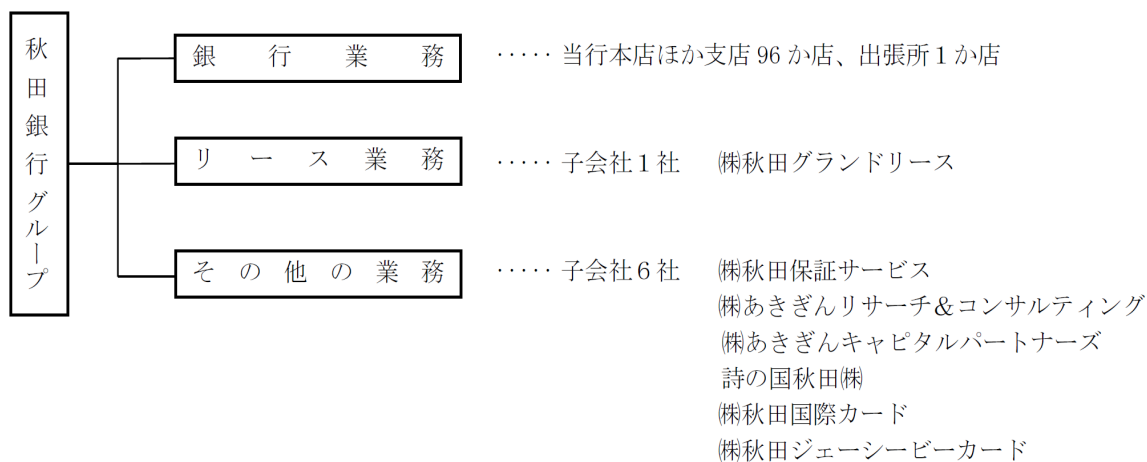 秋田銀行グループ
銀行業務 ····· 当行本店ほか支店 96 か店、出張所１か店
リース業務 ····· 子会社１社 ㈱秋田グランドリース
その他の業務 ····· 子会社６社 ㈱秋田保証サービス
㈱あきぎんリサーチ＆コンサルティング
㈱あきぎんキャピタルパートナーズ
詩の国秋田㈱
㈱秋田国際カード
㈱秋田ジェーシービーカード